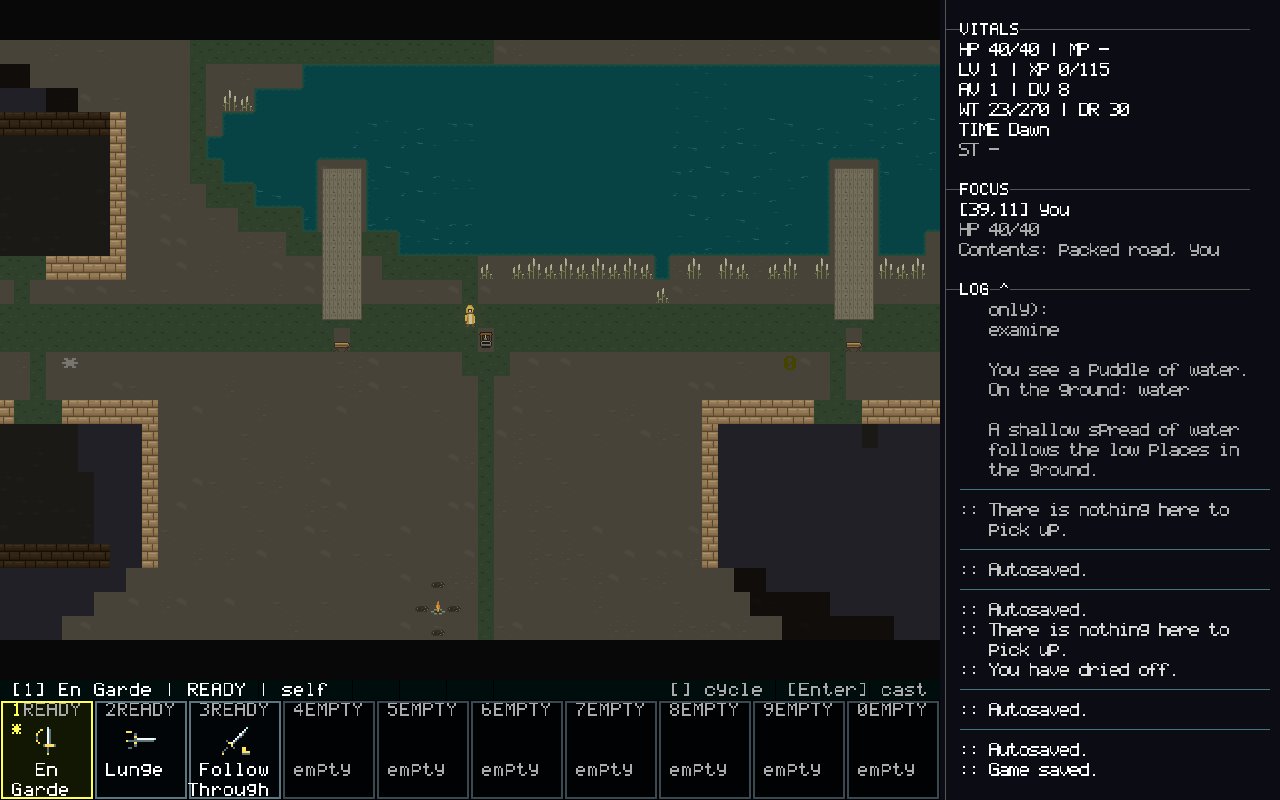 VITALS
HP 40/40 | MP -
LV 1 | XP 0/115
AV 1 | DV 8
WT 23/270 | DR 30
TIME Dawn
ST -
FOCUS
[39,11] You
HP 40/40
Contents: Packed road, You
LOG ^
only):
examine
You see a Puddle of water.
On the ground: water
A shallow spread of water
follows the low Places in
the ground.
:: There is nothing here to
Pick up.
:: Autosaved.
:: Autosaved.
:: There is nothing here to
Pick up.
:: You have dried off.
:: Autosaved.
:: Autosaved.
:: Game saved.
[1] En Garde | READY | self
[] cycle [Enter] cast
1READY 2READY 3READY 4EMPTY 5EMPTY 6EMPTY 7EMPTY 8EMPTY 9EMPTY 0EMPTY
*
En Lunge Follow empty empty empty empty empty empty empty
Garde Through